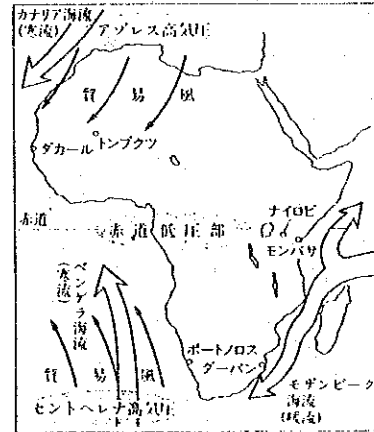 カナリア海流
(寒流)
アゾレス高気圧
貿易風
ダカール
トンブクツ
ナイロビ
赤道
赤道低圧部
モンバサ
ベンゲラ海流
(寒流)
ポートノロス
ダーバン
貿易風
モザンビーク
海流
(暖流)
セントヘレナ高気圧